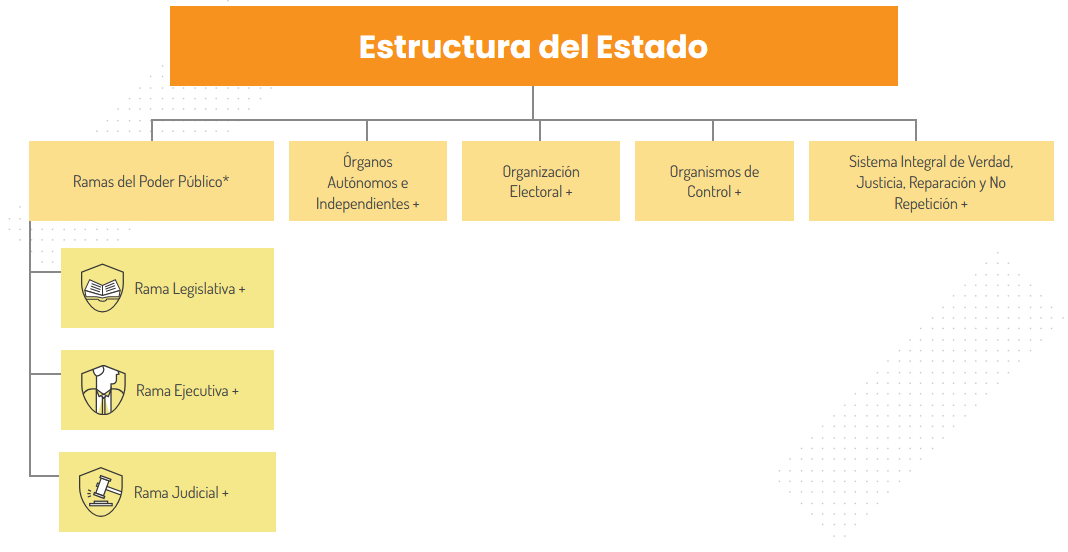 Estructura del Estado
Ramas del Poder Público*
Órganos
Autónomos e
Independientes +
Organización
Electoral +
Organismos de
Control +
Sistema Integral de Verdad,
Justicia, Reparación y No
Repetición +
Rama Legislativa +
Rama Ejecutiva +
Rama Judicial +